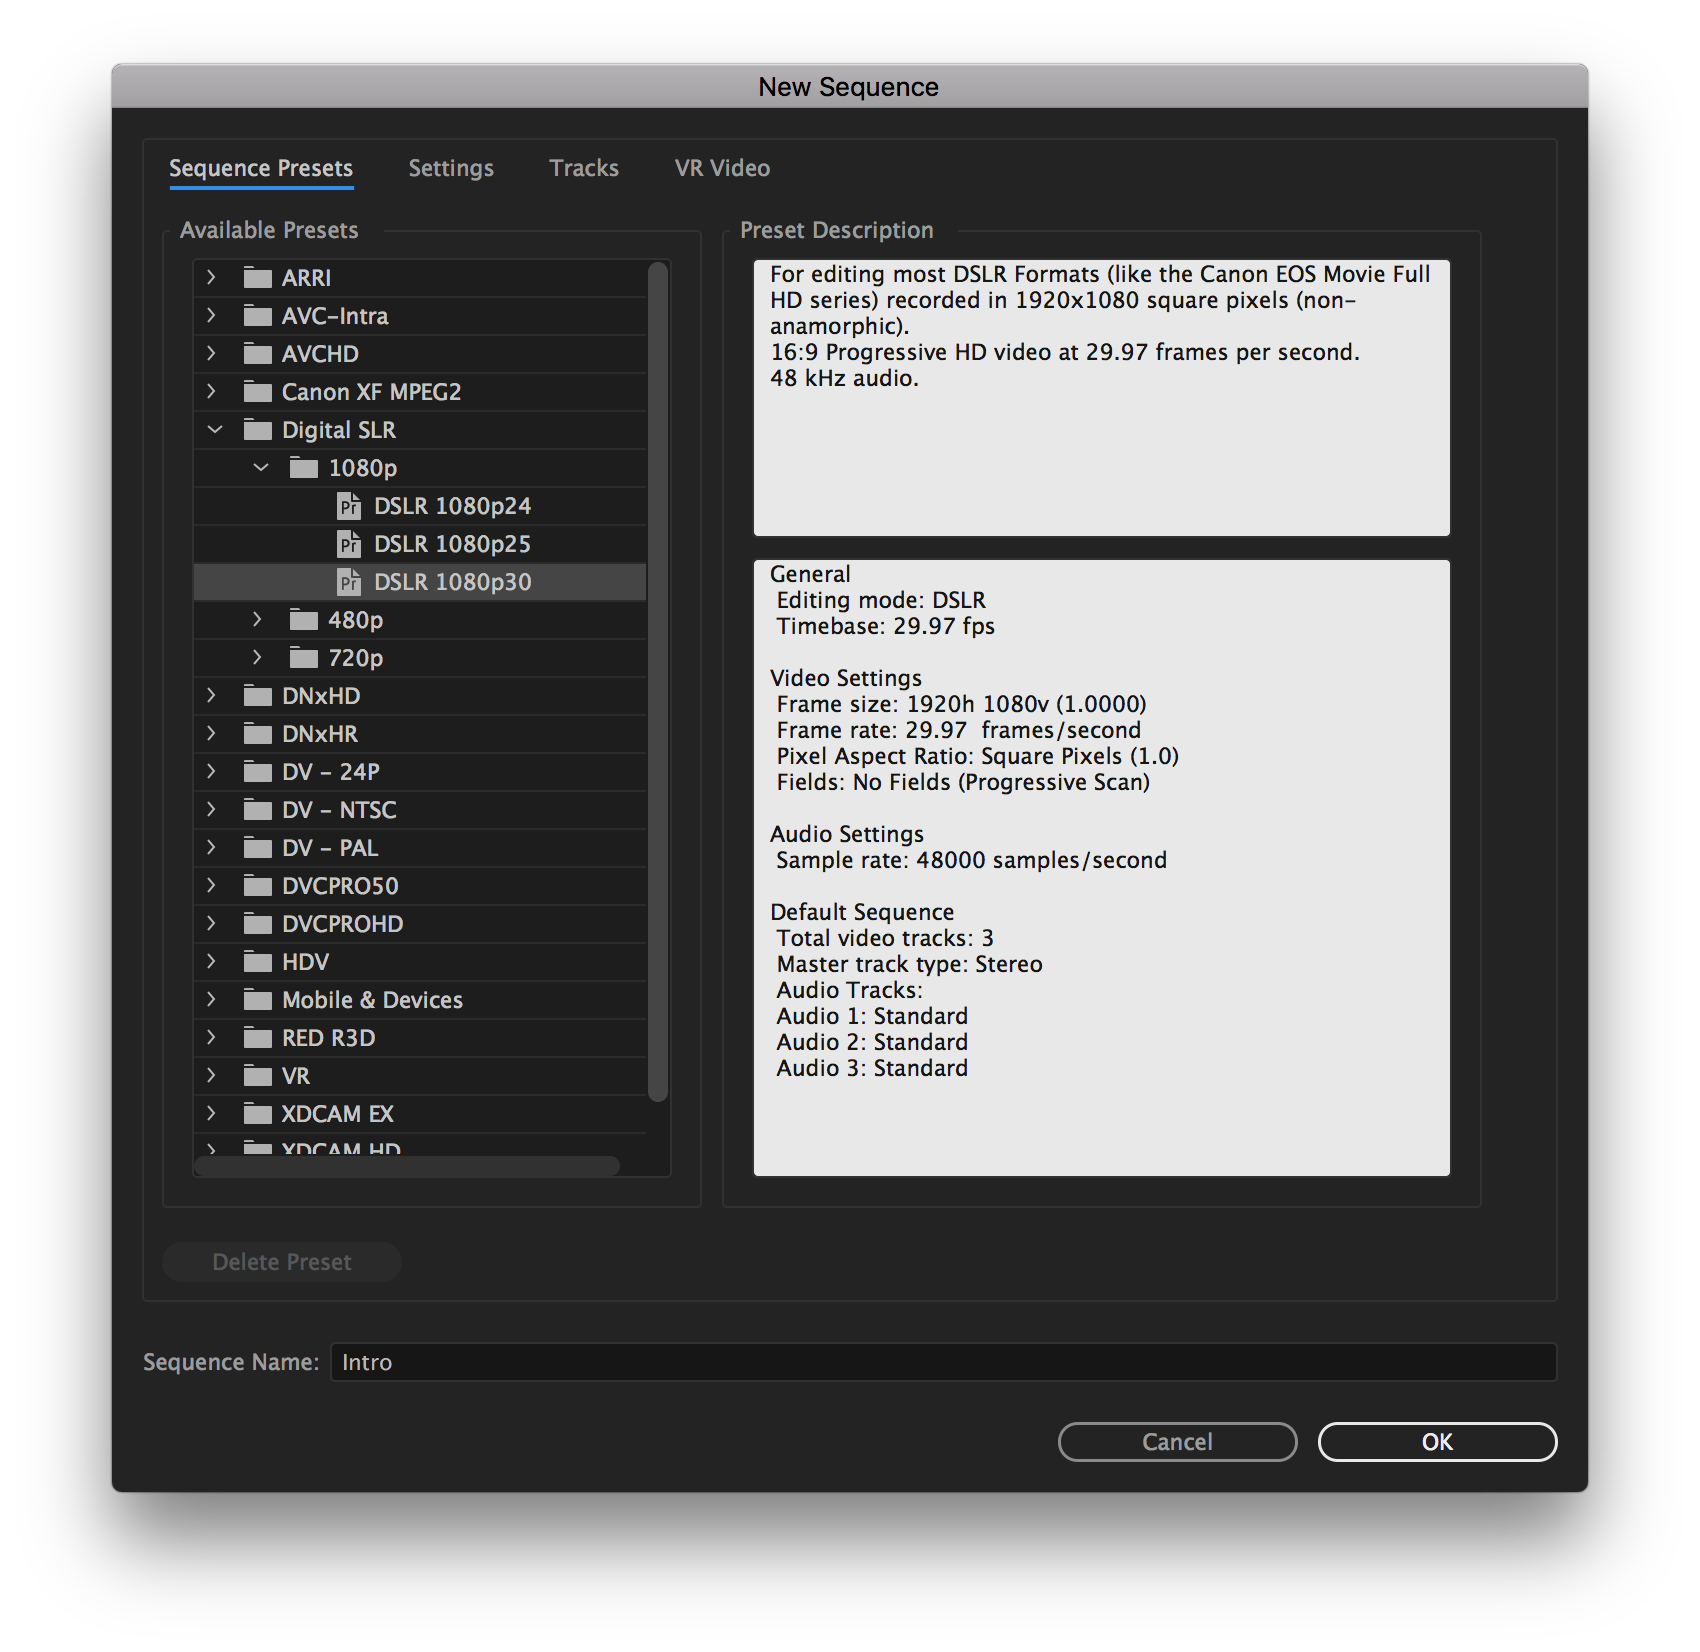 New Sequence
Sequence Presets Settings Tracks VR Video
Available Presets
ARRI
AVC-Intra
AVCHD
Canon XF MPEG2
Digital SLR
1080p
Pr DSLR 1080p24
Pr DSLR 1080p25
Pr DSLR 1080p30
480p
720p
DNxHD
DNxHR
DV - 24P
DV - NTSC
DV - PAL
DVCPRO50
DVCPROHD
HDV
Mobile & Devices
RED R3D
VR
XDCAM EX
XDCAM HD
Preset Description
For editing most DSLR Formats (like the Canon EOS Movie Full
HD series) recorded in 1920x1080 square pixels (non-
anamorphic).
16:9 Progressive HD video at 29.97 frames per second.
48 kHz audio.
General
Editing mode: DSLR
Timebase: 29.97 fps
Video Settings
Frame size: 1920h 1080v (1.0000)
Frame rate: 29.97 frames/second
Pixel Aspect Ratio: Square Pixels (1.0)
Fields: No Fields (Progressive Scan)
Audio Settings
Sample rate: 48000 samples/second
Default Sequence
Total video tracks: 3
Master track type: Stereo
Audio Tracks:
Audio 1: Standard
Audio 2: Standard
Audio 3: Standard
Delete Preset
Sequence Name: Intro
Cancel OK